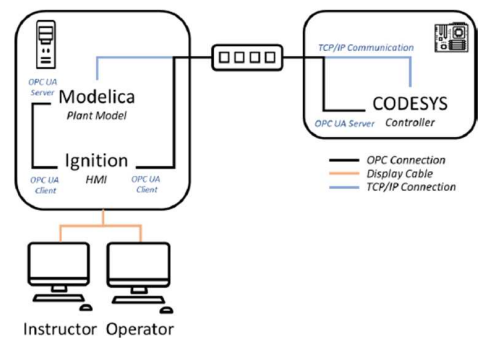 OPC UA
Server
Modelica
Plant Model
Ignition
HMI
OPC UA
Client
OPC UA
Client
TCP/IP Communication
CODESYS
Controller
OPC UA Server
OPC Connection
Display Cable
TCP/IP Connection
Instructor
Operator